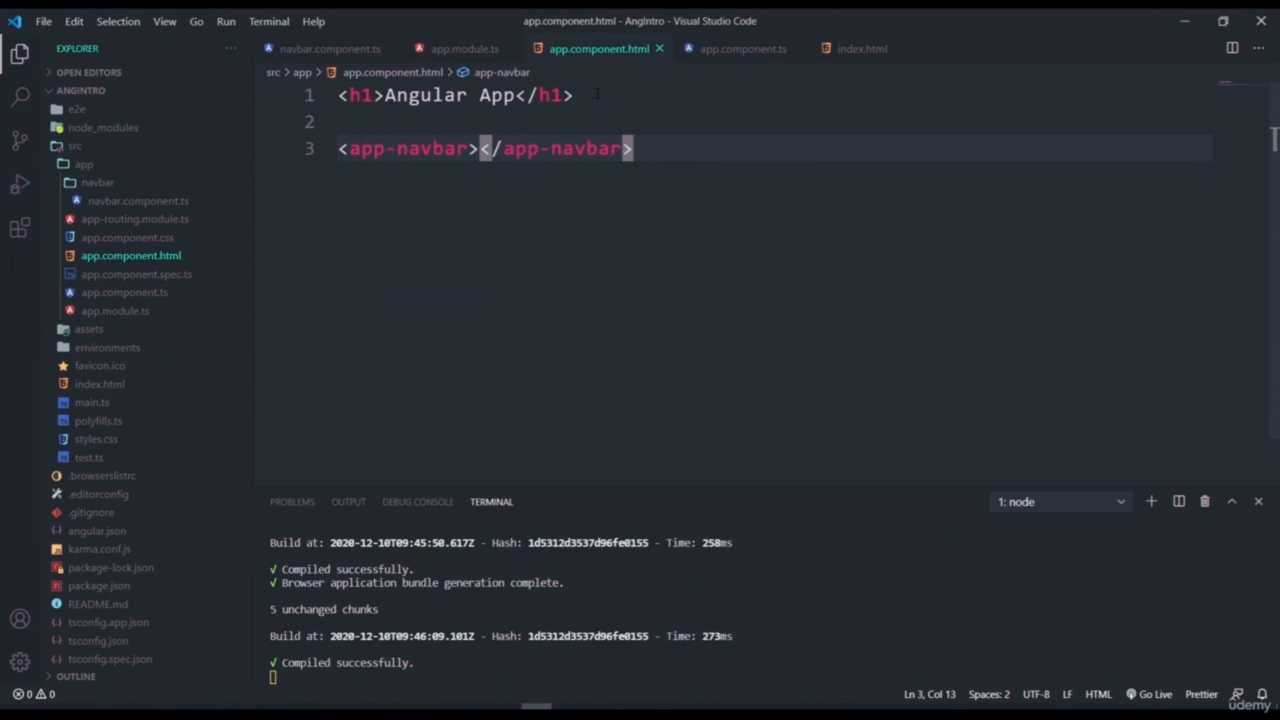 File Edit Selection View Go Run Terminal Help app.component.html - AngIntro - Visual Studio Code
EXPLORER
navbar.component.ts app.module.ts app.component.html app.component.ts index.html
OPEN EDITORS
src > app > app.component.html > app-navbar
ANGINTRO
e2e
node_modules
src
app
navbar
navbar.component.ts
app-routing.module.ts
app.component.css
app.component.html
app.component.spec.ts
app.component.ts
app.module.ts
assets
environments
favicon.ico
index.html
main.ts
polyfills.ts
styles.css
test.ts
.browserslistrc
.editorconfig
.gitignore
angular.json
karma.conf.js
package-lock.json
package.json
README.md
tsconfig.app.json
tsconfig.json
tsconfig.spec.json
OUTLINE
1 <h1>Angular App</h1>
2
3 <app-navbar></app-navbar>
PROBLEMS OUTPUT DEBUG CONSOLE TERMINAL 1: node
Build at: 2020-12-10T09:45:50.617Z - Hash: 1d5312d3537d96fe0155 - Time: 258ms
√ Compiled successfully.
√ Browser application bundle generation complete.
5 unchanged chunks
Build at: 2020-12-10T09:46:09.101Z - Hash: 1d5312d3537d96fe0155 - Time: 273ms
√ Compiled successfully.
0 0 Ln 3, Col 13 Spaces: 2 UTF-8 LF HTML Go Live Prettier
udemy